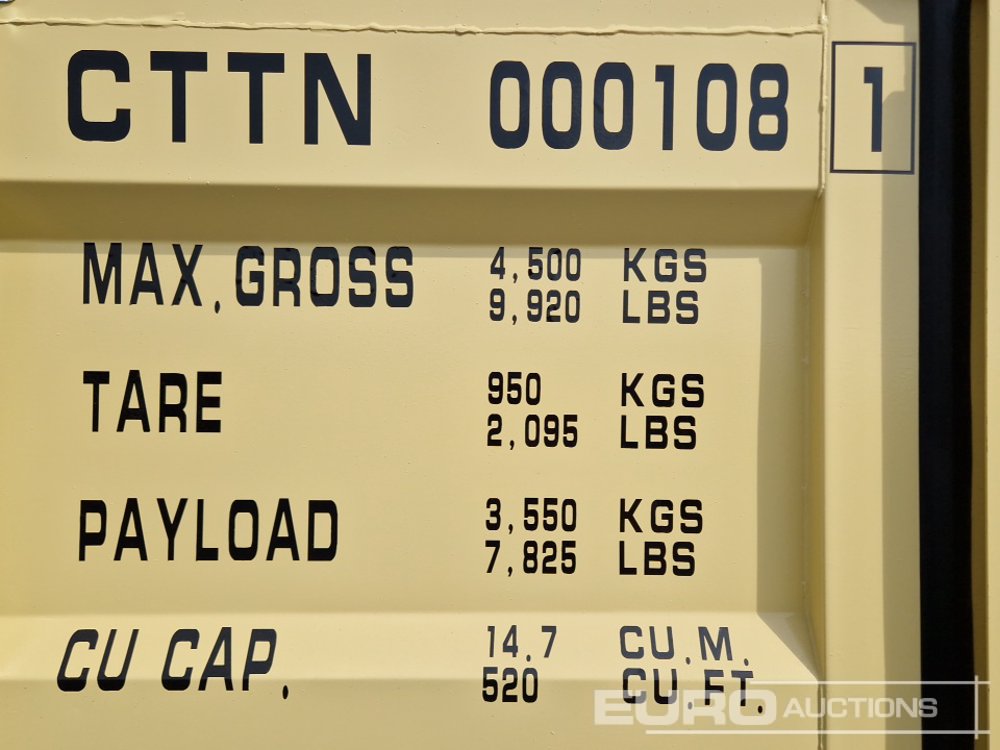 CTTN 000108 1
MAX.GROSS 4,500 KGS
9,920 LBS
TARE 950 KGS
2,095 LBS
PAYLOAD 3,550 KGS
7,825 LBS
CU CAP. 14.7 CU.M.
520 CU.FT.
EURO AUCTIONS